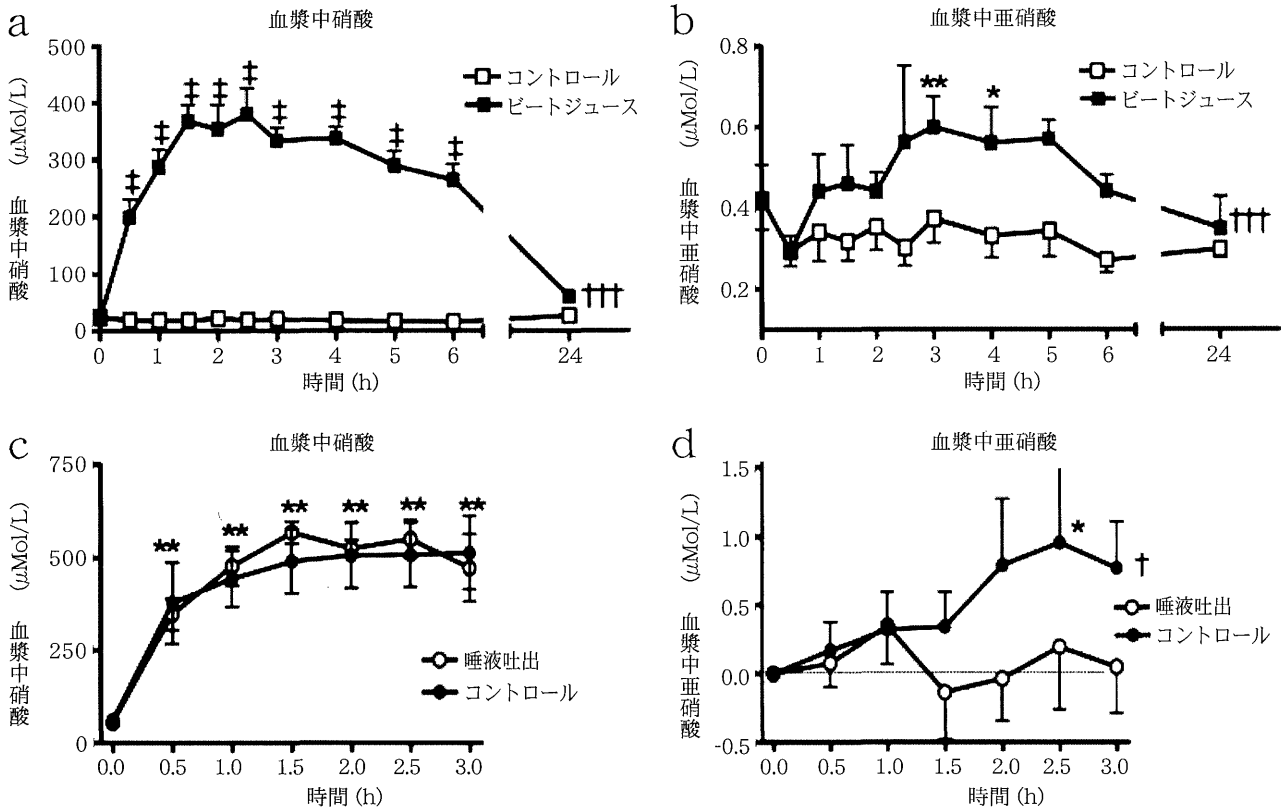 a
血漿中硝酸
500
400
300
200
100
0
血漿中硝酸 (μMol/L)
‡ ‡ ‡ ‡ ‡ ‡ ‡ ‡ ‡
コントロール
ビートジュース
†††
0 1 2 3 4 5 6 24
時間 (h)
b
血漿中亜硝酸
0.8
0.6
0.4
0.2
血漿中亜硝酸 (μMol/L)
** *
コントロール
ビートジュース
†††
0 1 2 3 4 5 6 24
時間 (h)
c
血漿中硝酸
750
500
250
0
血漿中硝酸 (μMol/L)
** ** ** ** ** **
唾液吐出
コントロール
0.0 0.5 1.0 1.5 2.0 2.5 3.0
時間 (h)
d
血漿中亜硝酸
1.5
1.0
0.5
0.0
-0.5
血漿中亜硝酸 (μMol/L)
*
†
唾液吐出
コントロール
0.0 0.5 1.0 1.5 2.0 2.5 3.0
時間 (h)